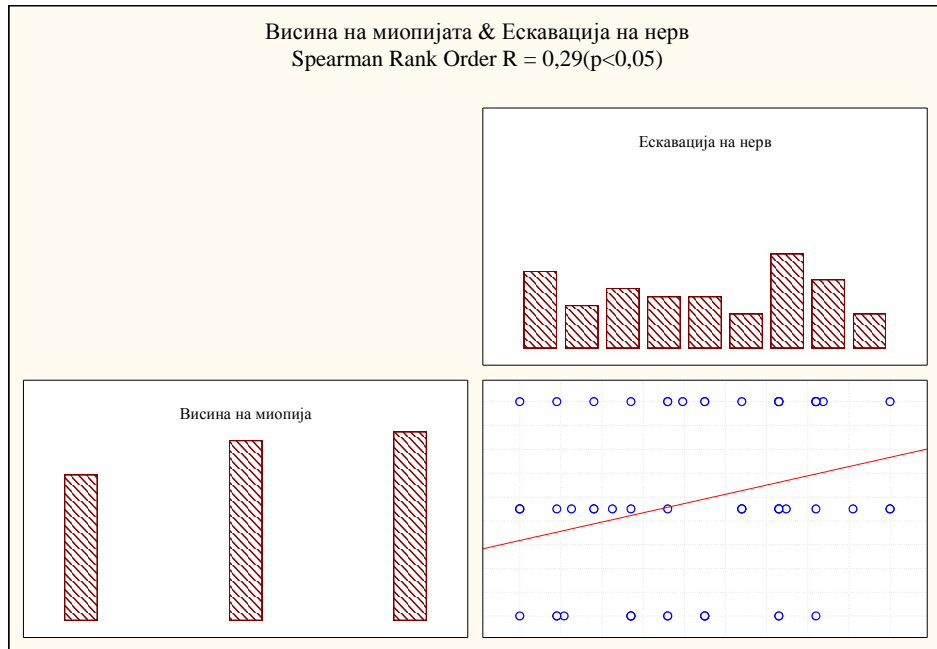 Висина на миопијата & Ескавација на нерв
Spearman Rank Order R = 0,29(p<0,05)
Ескавација на нерв
Висина на миопија